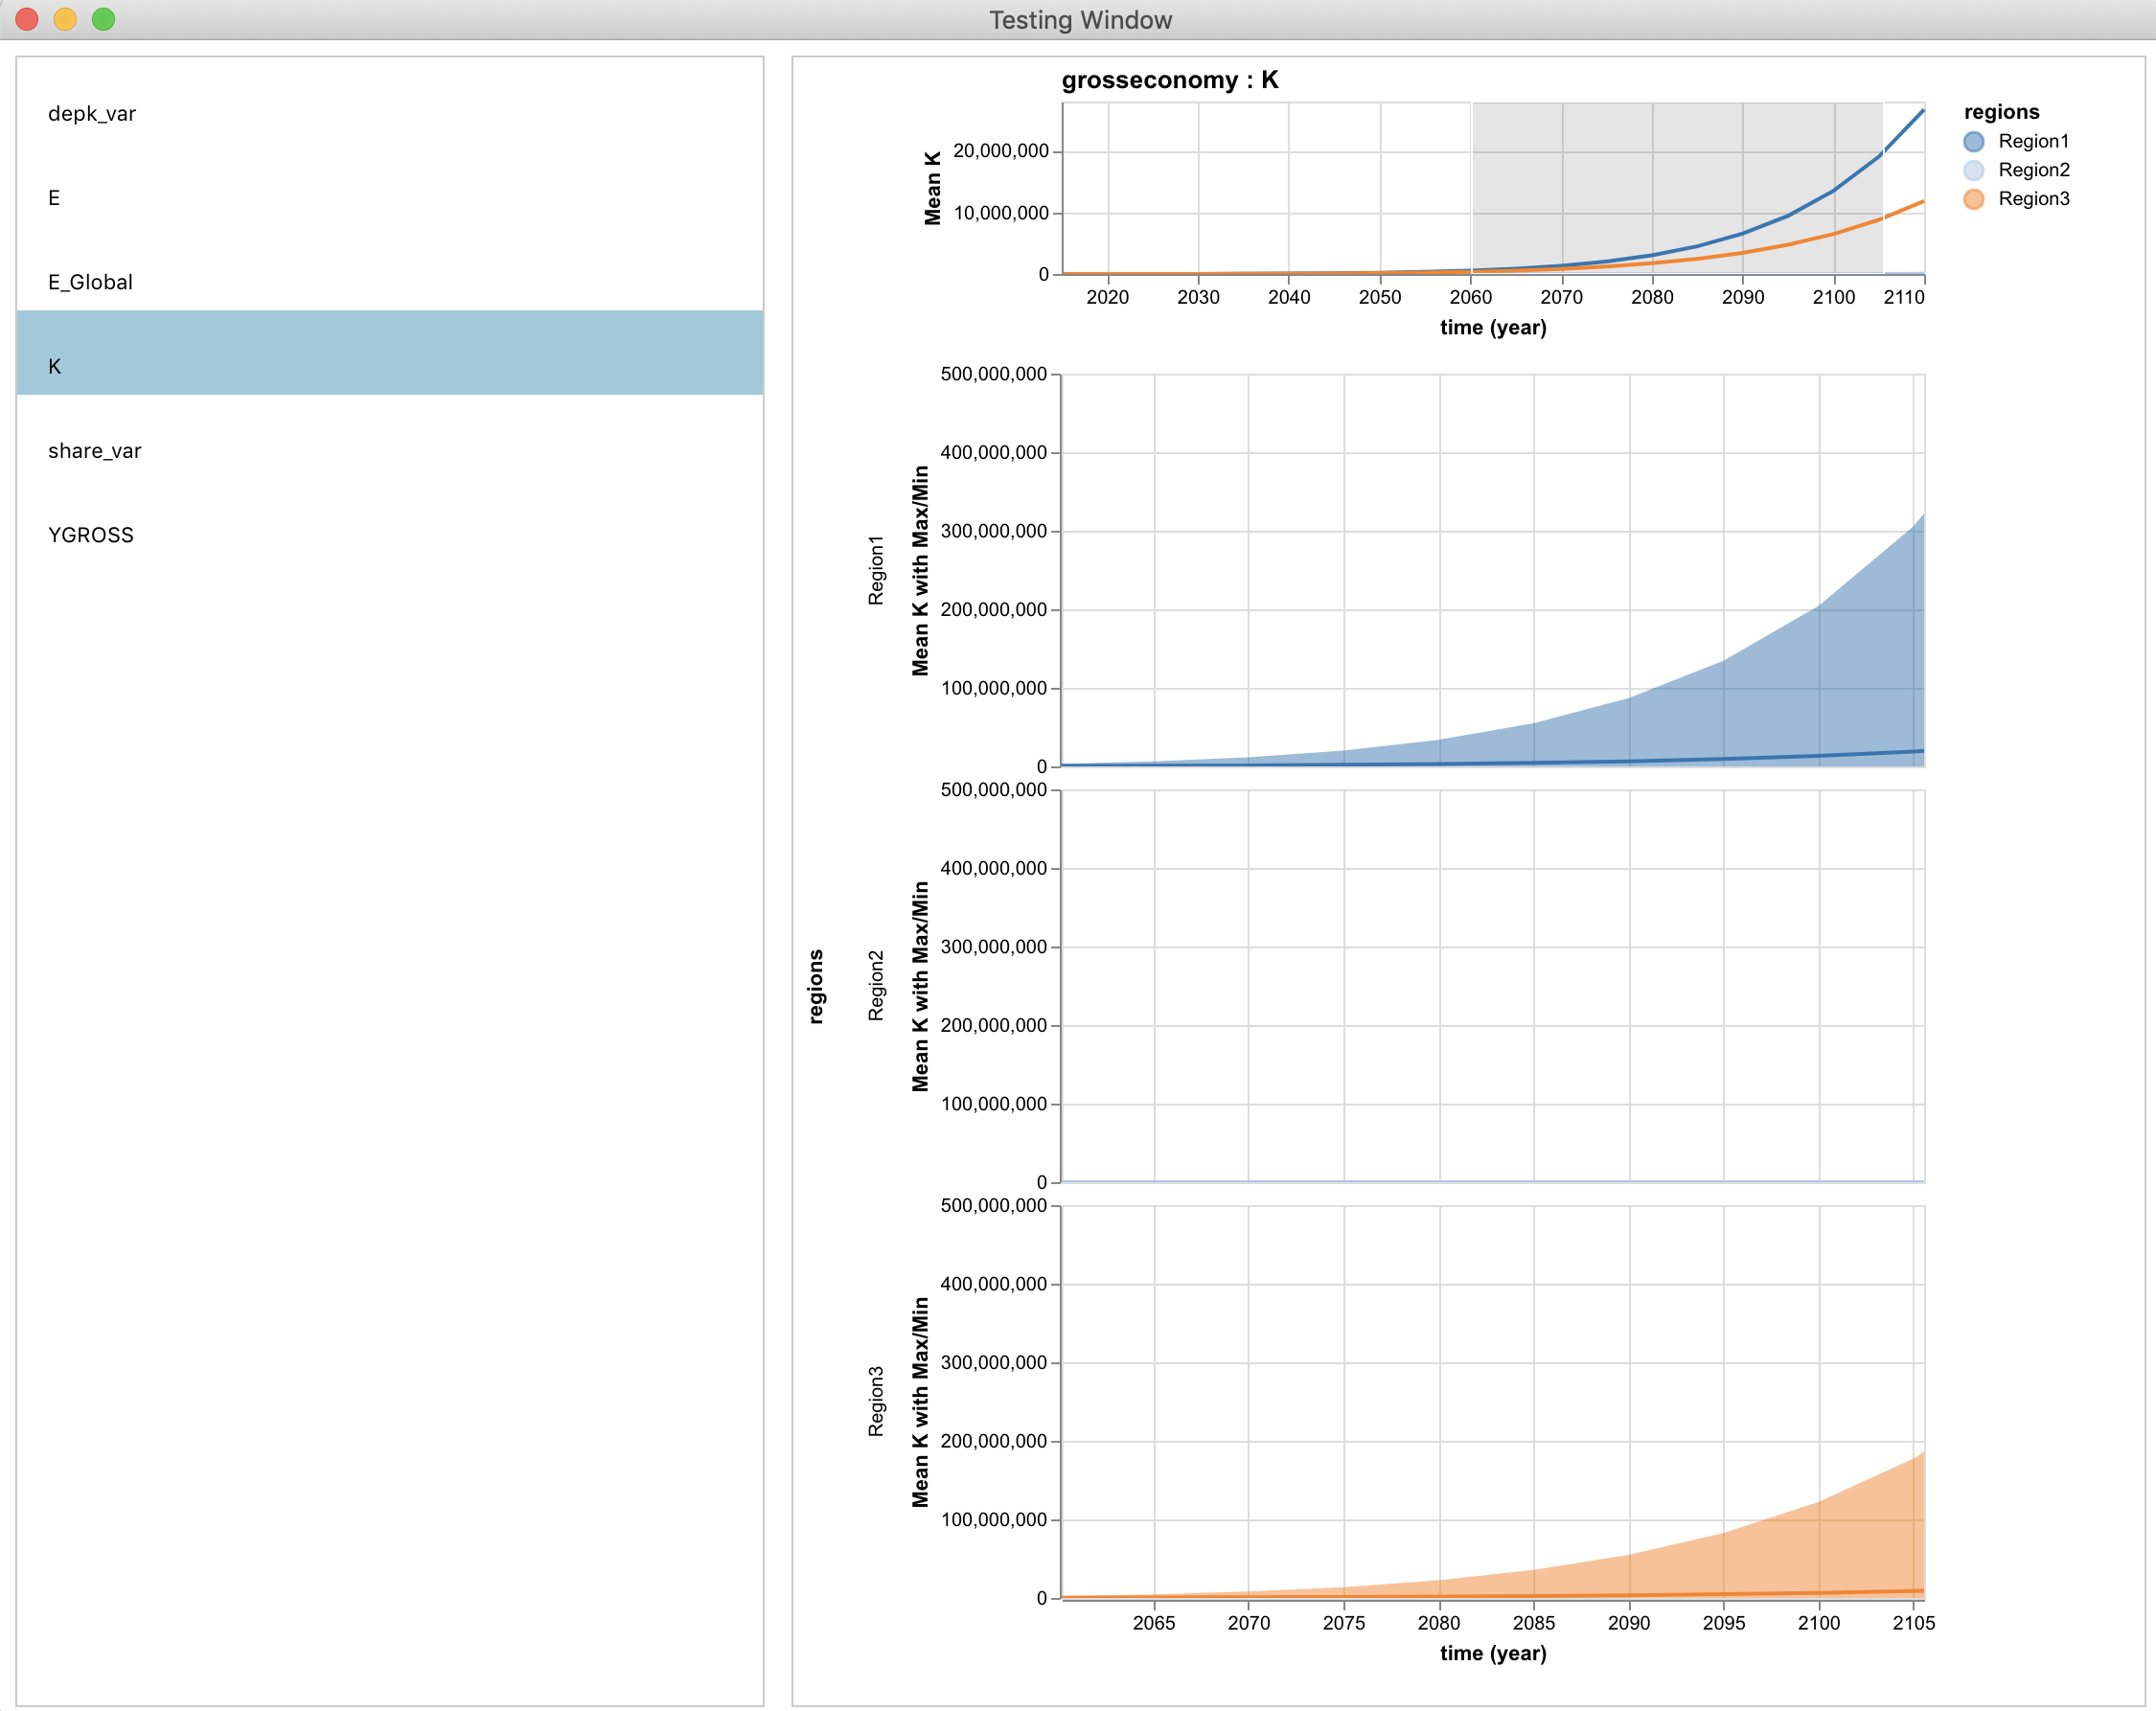 Testing Window
depk_var
E
E_Global
K
share_var
YGROSS
grosseconomy : K
Mean K
20,000,000
10,000,000
0
2020 2030 2040 2050 2060 2070 2080 2090 2100 2110
time (year)
regions
Region1
Region2
Region3
regions
Region1
Mean K with Max/Min
500,000,000
400,000,000
300,000,000
200,000,000
100,000,000
0
Region2
Mean K with Max/Min
500,000,000
400,000,000
300,000,000
200,000,000
100,000,000
0
Region3
Mean K with Max/Min
500,000,000
400,000,000
300,000,000
200,000,000
100,000,000
0
2065 2070 2075 2080 2085 2090 2095 2100 2105
time (year)